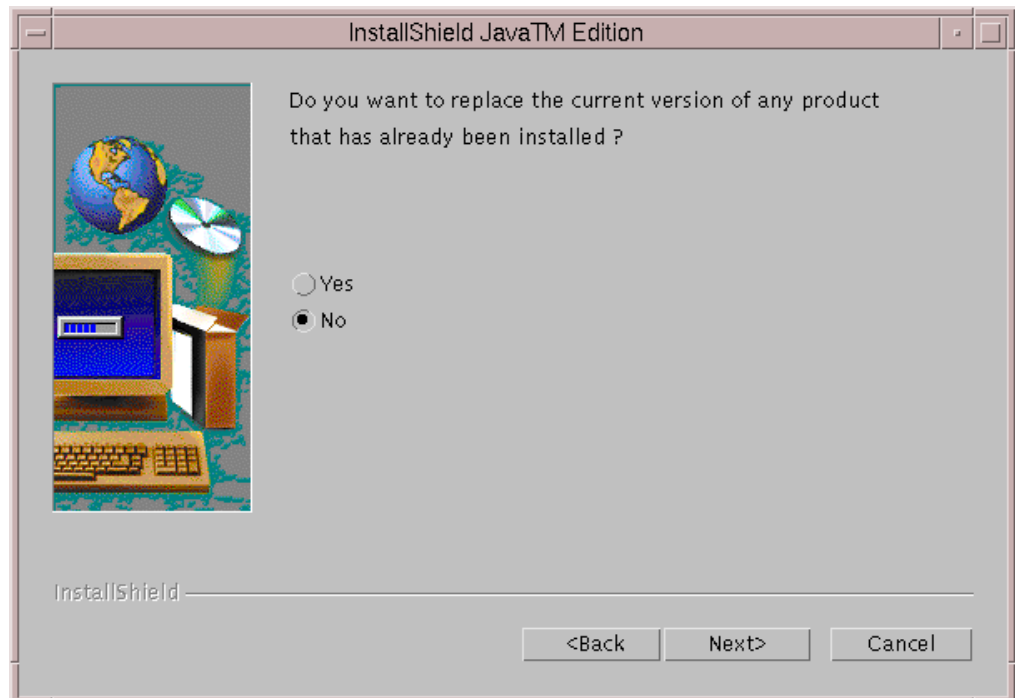 InstallShield JavaTM Edition
Do you want to replace the current version of any product
that has already been installed ?
Yes
No
InstallShield
<Back
Next>
Cancel